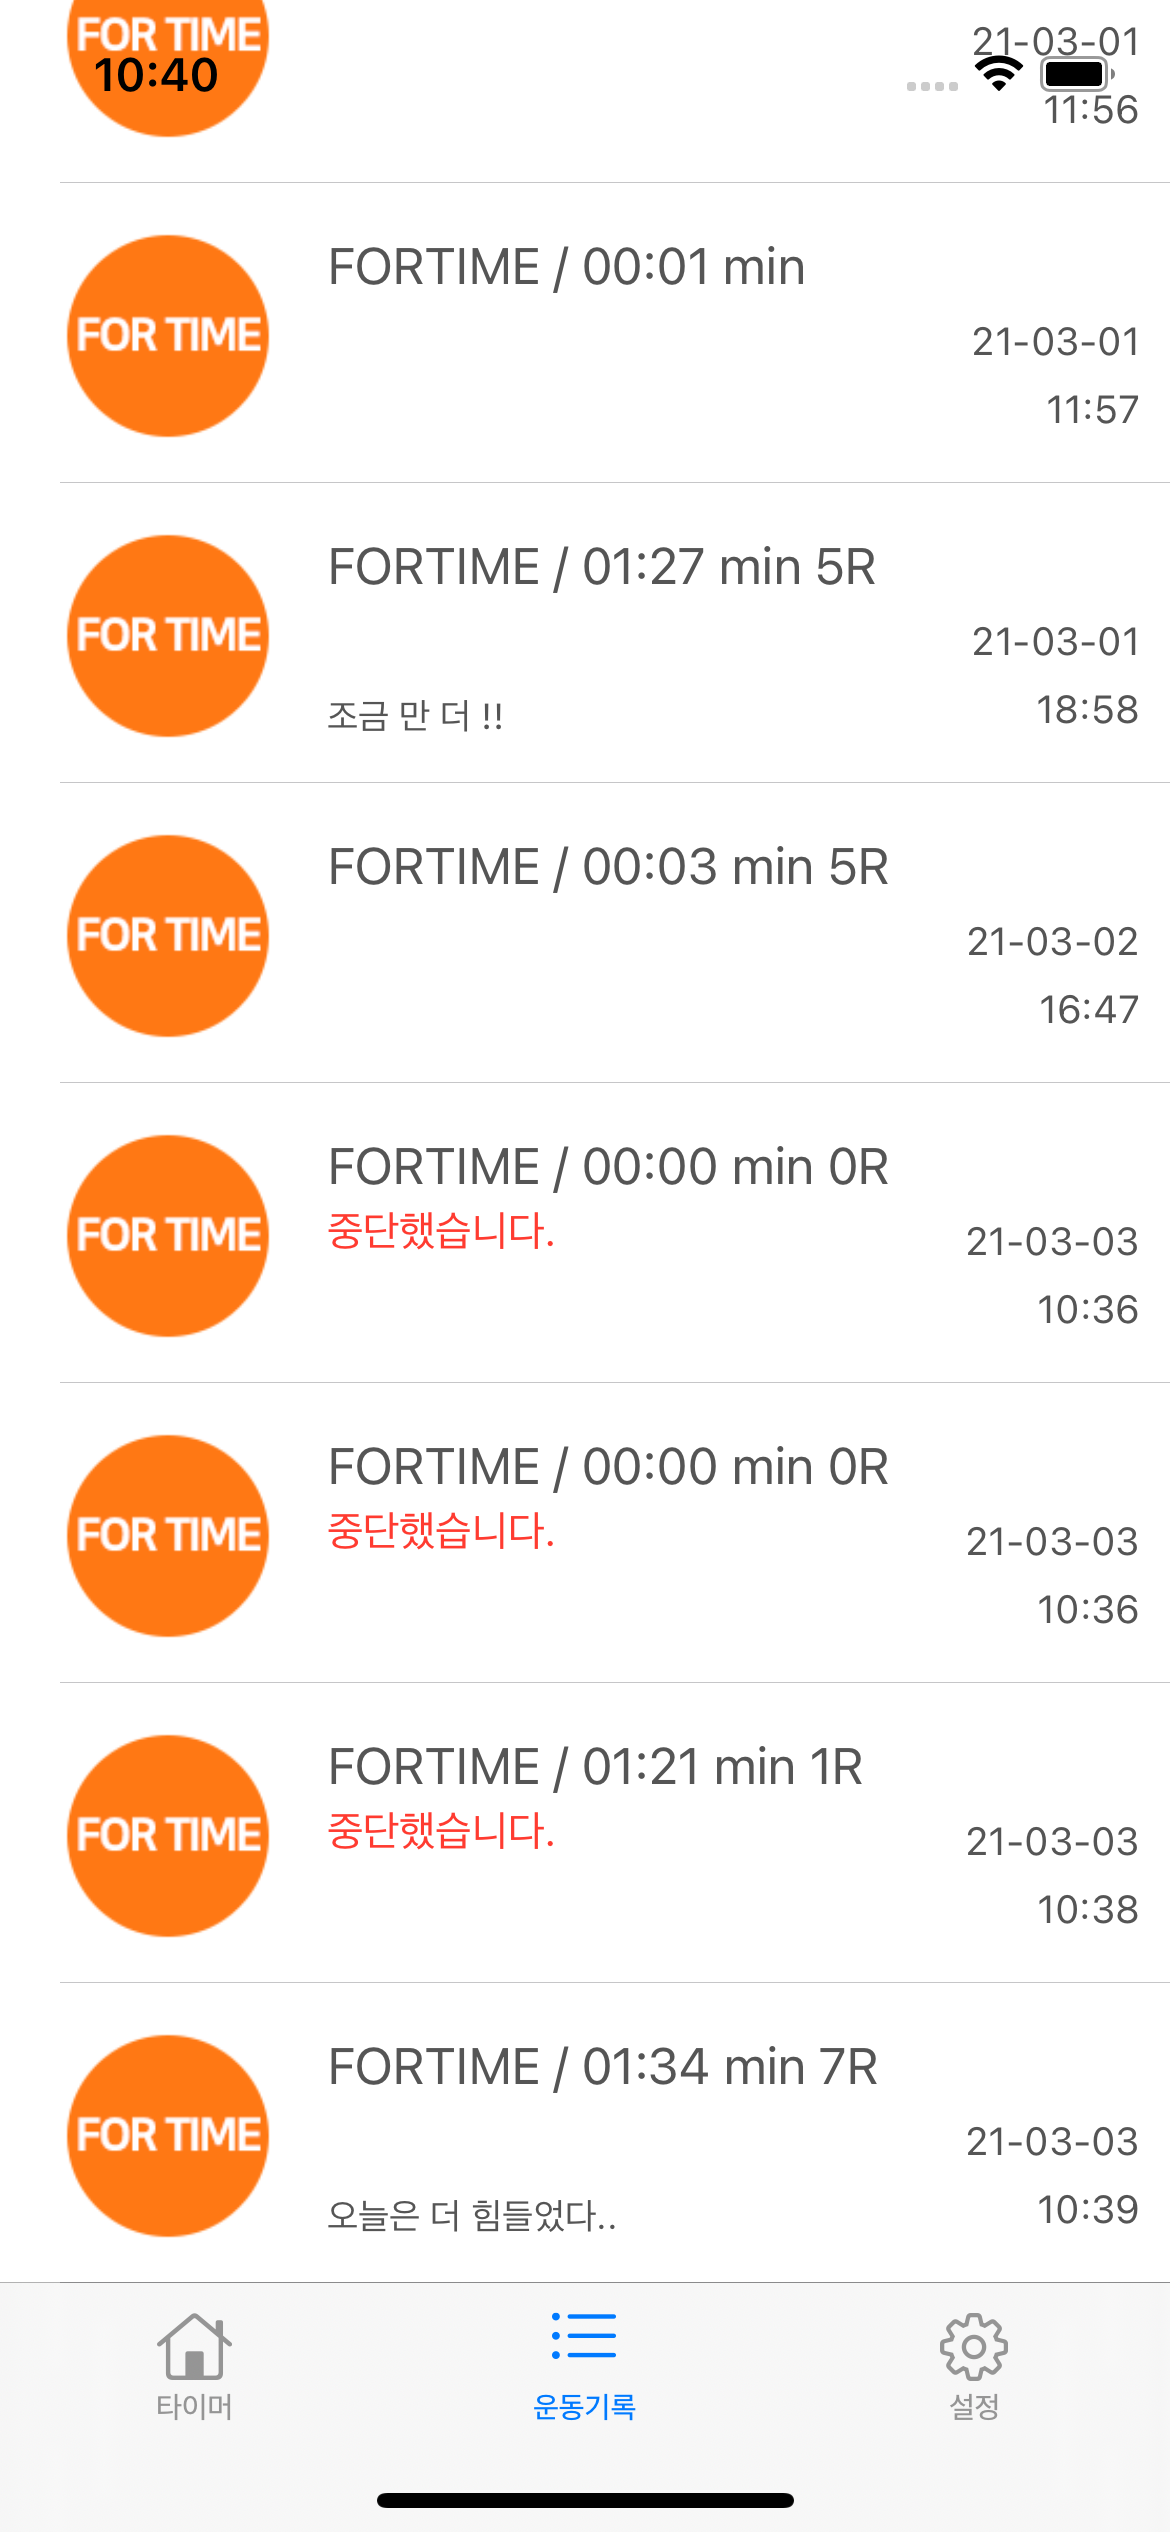 FOR TIME
10:40
21-03-01
11:56
FOR TIME
FORTIME / 00:01 min
21-03-01
11:57
FOR TIME
FORTIME / 01:27 min 5R
21-03-01
조금 만 더 !!
18:58
FOR TIME
FORTIME / 00:03 min 5R
21-03-02
16:47
FOR TIME
FORTIME / 00:00 min 0R
중단했습니다.
21-03-03
10:36
FOR TIME
FORTIME / 00:00 min 0R
중단했습니다.
21-03-03
10:36
FOR TIME
FORTIME / 01:21 min 1R
중단했습니다.
21-03-03
10:38
FOR TIME
FORTIME / 01:34 min 7R
21-03-03
오늘은 더 힘들었다..
10:39
타이머
운동기록
설정